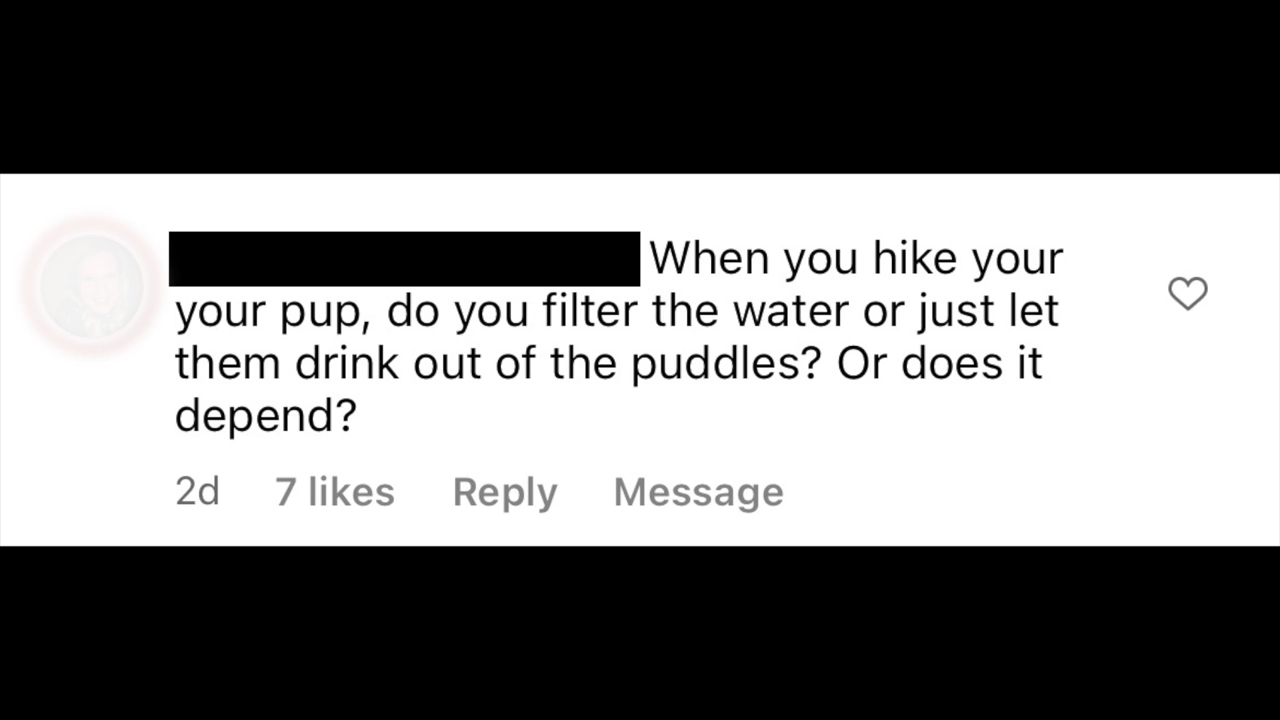 When you hike your
your pup, do you filter the water or just let
them drink out of the puddles? Or does it
depend?
2d 7 likes Reply Message